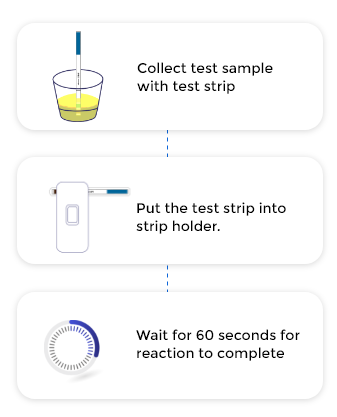 Collect test sample
with test strip
Put the test strip into
strip holder.
Wait for 60 seconds for
reaction to complete